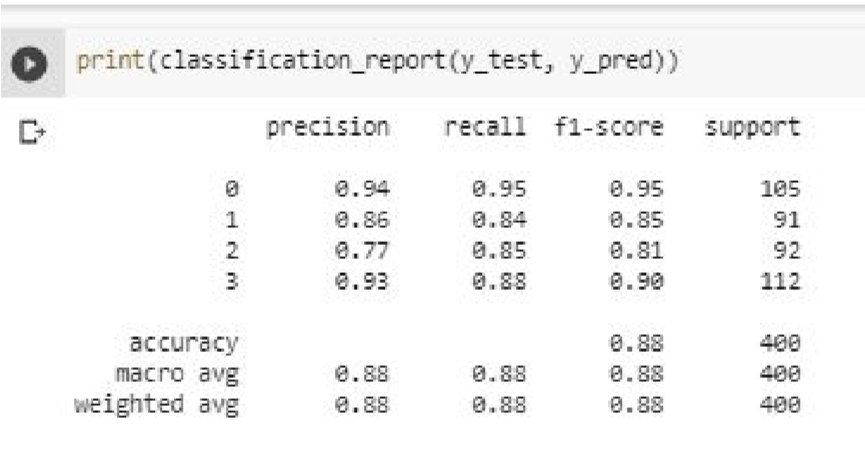 print(classification_report(y_test, y_pred))
precision recall f1-score support
0 0.94 0.95 0.95 105
1 0.86 0.84 0.85 91
2 0.77 0.85 0.81 92
3 0.93 0.88 0.90 112
accuracy 0.88 400
macro avg 0.88 0.88 0.88 400
weighted avg 0.88 0.88 0.88 400